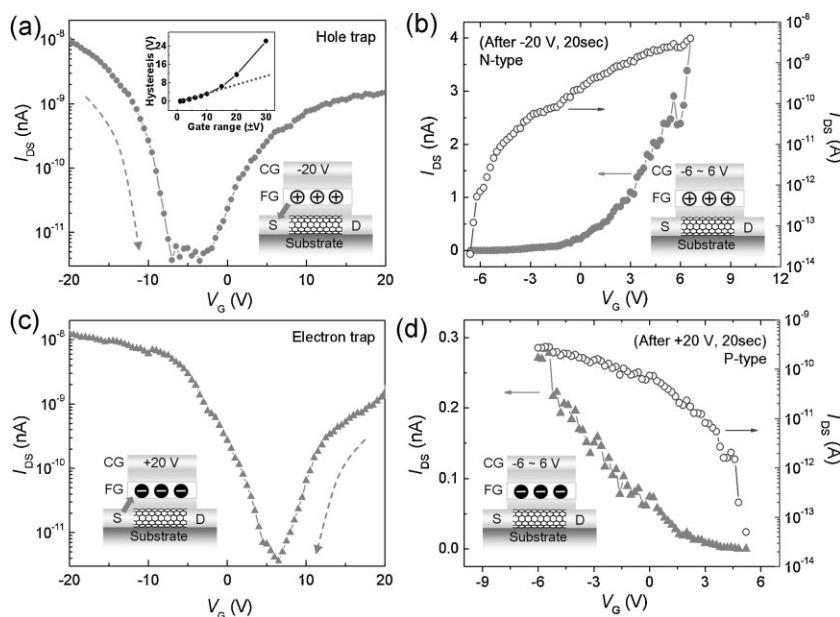 (a)
Hole trap
Hysteresis (V)
24
16
8
0
0 10 20 30
Gate range (±V)
I_DS (nA)
10^-8
10^-9
10^-10
10^-11
CG -20 V
FG + + +
S D
Substrate
-20 -10 0 10 20
V_G (V)
(b)
(After -20 V, 20sec)
N-type
I_DS (nA)
4
3
2
1
0
10^-8
10^-9
10^-10
10^-11
10^-12
10^-13
10^-14
I_DS (A)
CG -6 ~ 6 V
FG + + +
S D
Substrate
-6 -3 0 3 6 9 12
V_G (V)
(c)
Electron trap
I_DS (nA)
10^-8
10^-9
10^-10
10^-11
CG +20 V
FG − − −
S D
Substrate
-20 -10 0 10 20
V_G (V)
(d)
(After +20 V, 20sec)
P-type
I_DS (nA)
0.3
0.2
0.1
0.0
10^-9
10^-10
10^-11
10^-12
10^-13
10^-14
I_DS (A)
CG -6 ~ 6 V
FG − − −
S D
Substrate
-9 -6 -3 0 3 6
V_G (V)